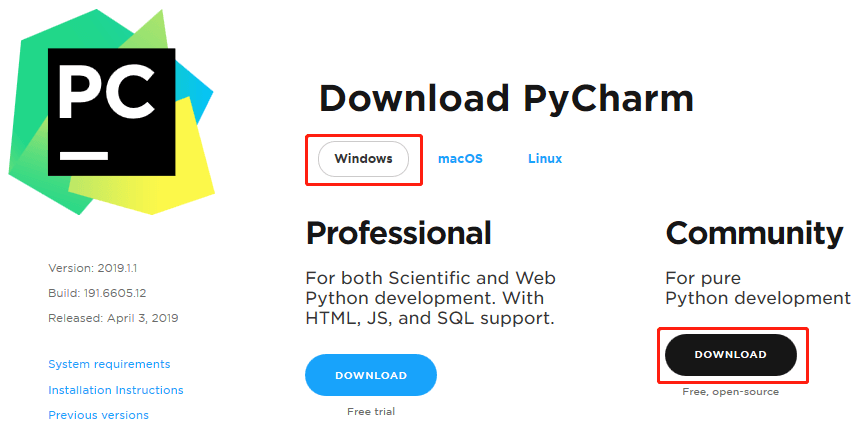 PC
Download PyCharm
Windows
macOS
Linux
Professional
For both Scientific and Web
Python development. With
HTML, JS, and SQL support.
DOWNLOAD
Free trial
Community
For pure
Python development
DOWNLOAD
Free, open-source
Version: 2019.1.1
Build: 191.6605.12
Released: April 3, 2019
System requirements
Installation Instructions
Previous versions